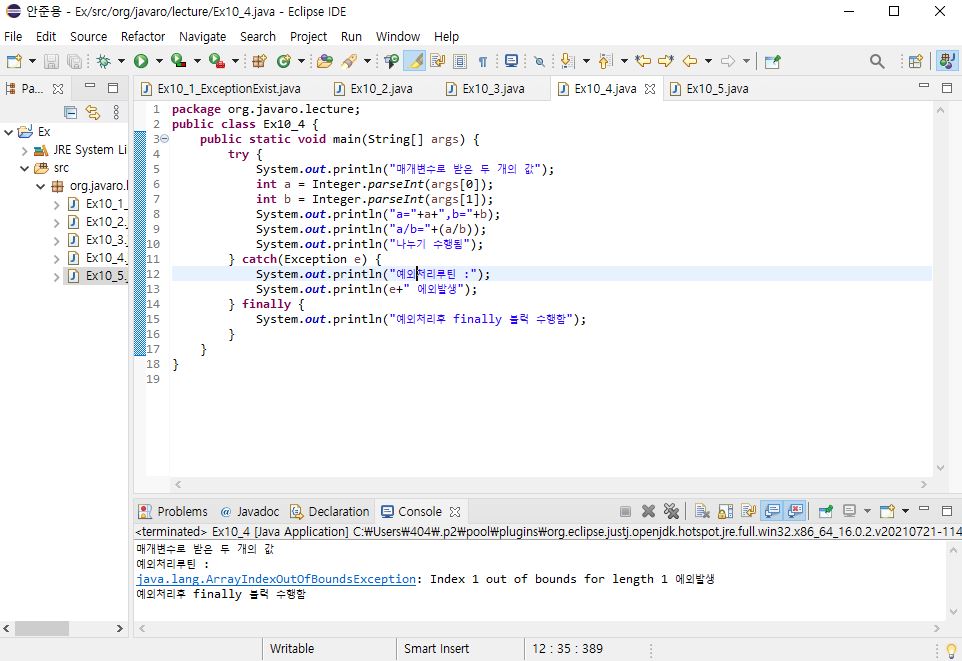 안준용 - Ex/src/org/javaro/lecture/Ex10_4.java - Eclipse IDE
File Edit Source Refactor Navigate Search Project Run Window Help
Pa...
Ex10_1_ExceptionExist.java Ex10_2.java Ex10_3.java Ex10_4.java Ex10_5.java
Ex
JRE System Li
src
org.javaro.l
Ex10_1_
Ex10_2.
Ex10_3.
Ex10_4.
Ex10_5.
1 package org.javaro.lecture;
2 public class Ex10_4 {
3 public static void main(String[] args) {
4 try {
5 System.out.println("매개변수로 받은 두 개의 값");
6 int a = Integer.parseInt(args[0]);
7 int b = Integer.parseInt(args[1]);
8 System.out.println("a="+a+",b="+b);
9 System.out.println("a/b="+(a/b));
10 System.out.println("나누기 수행됨");
11 } catch(Exception e) {
12 System.out.println("예외처리루틴 :");
13 System.out.println(e+" 예외발생");
14 } finally {
15 System.out.println("예외처리후 finally 블럭 수행함");
16 }
17 }
18 }
19
Problems @ Javadoc Declaration Console
<terminated> Ex10_4 [Java Application] C:₩Users₩404₩.p2₩pool₩plugins₩org.eclipse.justj.openjdk.hotspot.jre.full.win32.x86_64_16.0.2.v20210721-114
매개변수로 받은 두 개의 값
예외처리루틴 :
java.lang.ArrayIndexOutOfBoundsException: Index 1 out of bounds for length 1 예외발생
예외처리후 finally 블럭 수행함
Writable Smart Insert 12 : 35 : 389